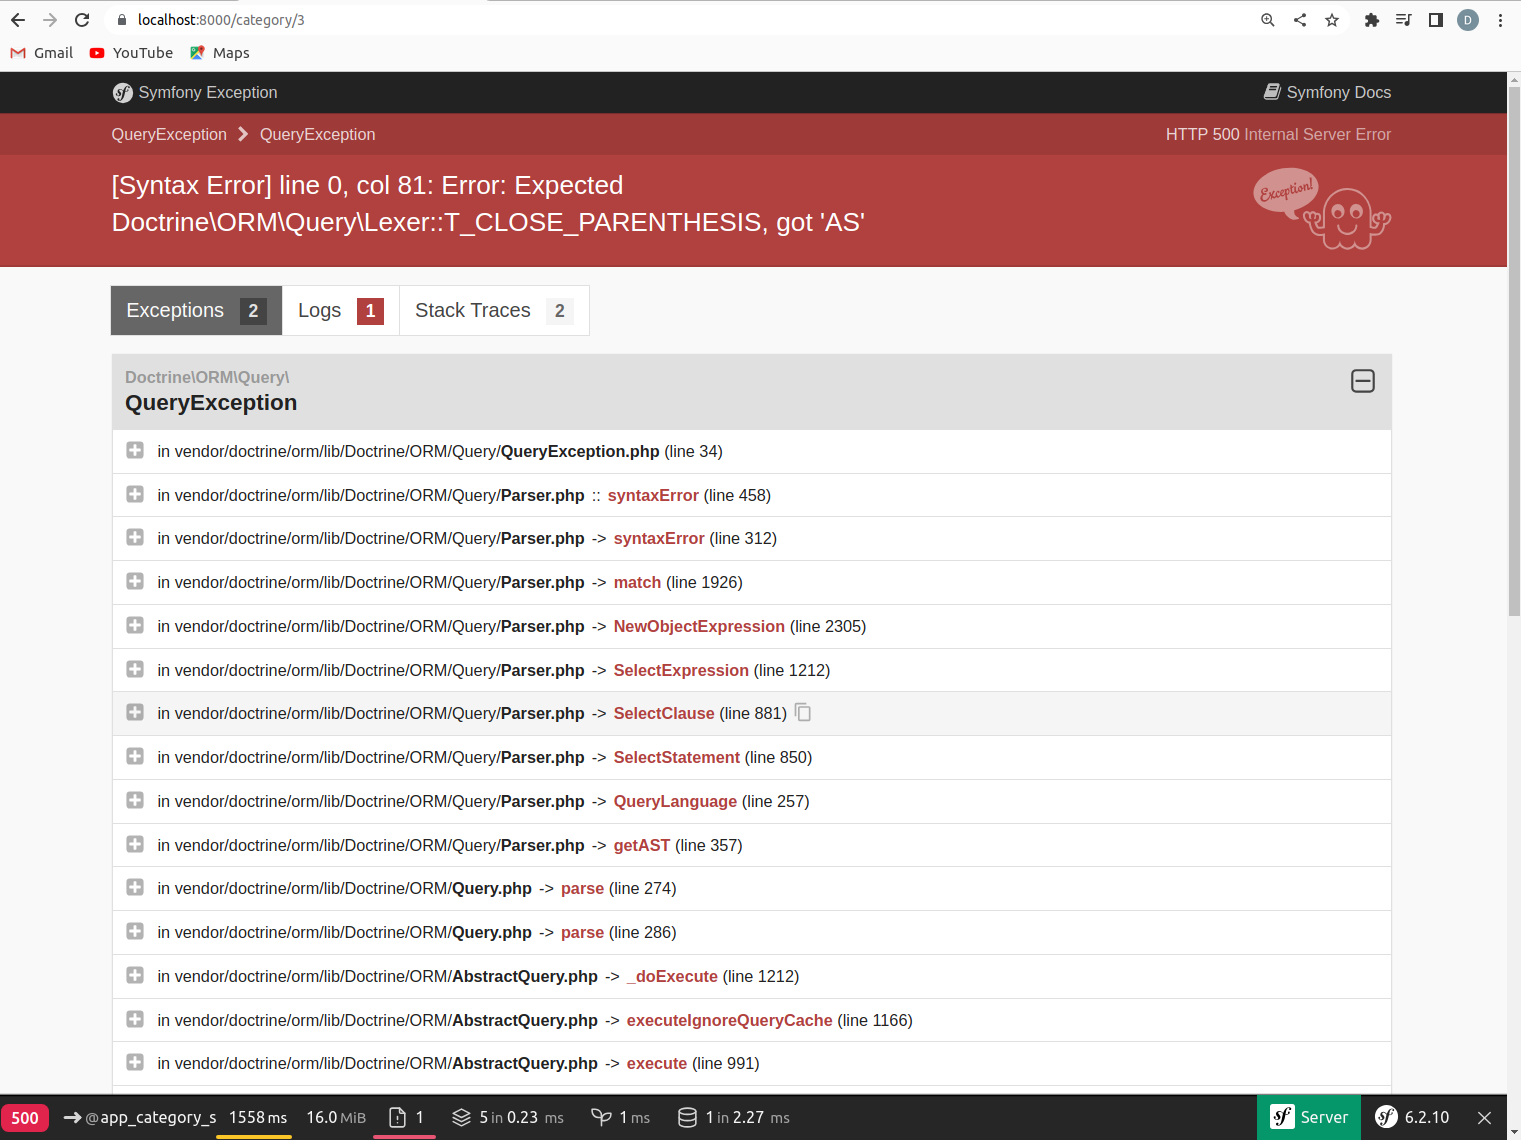 localhost:8000/category/3
D
Gmail YouTube Maps
sf Symfony Exception Symfony Docs
QueryException QueryException HTTP 500 Internal Server Error
[Syntax Error] line 0, col 81: Error: Expected
Doctrine\ORM\Query\Lexer::T_CLOSE_PARENTHESIS, got 'AS'
Exception!
Exceptions 2 Logs 1 Stack Traces 2
Doctrine\ORM\Query\
QueryException
in vendor/doctrine/orm/lib/Doctrine/ORM/Query/QueryException.php (line 34)
in vendor/doctrine/orm/lib/Doctrine/ORM/Query/Parser.php :: syntaxError (line 458)
in vendor/doctrine/orm/lib/Doctrine/ORM/Query/Parser.php -> syntaxError (line 312)
in vendor/doctrine/orm/lib/Doctrine/ORM/Query/Parser.php -> match (line 1926)
in vendor/doctrine/orm/lib/Doctrine/ORM/Query/Parser.php -> NewObjectExpression (line 2305)
in vendor/doctrine/orm/lib/Doctrine/ORM/Query/Parser.php -> SelectExpression (line 1212)
in vendor/doctrine/orm/lib/Doctrine/ORM/Query/Parser.php -> SelectClause (line 881)
in vendor/doctrine/orm/lib/Doctrine/ORM/Query/Parser.php -> SelectStatement (line 850)
in vendor/doctrine/orm/lib/Doctrine/ORM/Query/Parser.php -> QueryLanguage (line 257)
in vendor/doctrine/orm/lib/Doctrine/ORM/Query/Parser.php -> getAST (line 357)
in vendor/doctrine/orm/lib/Doctrine/ORM/Query.php -> parse (line 274)
in vendor/doctrine/orm/lib/Doctrine/ORM/Query.php -> parse (line 286)
in vendor/doctrine/orm/lib/Doctrine/ORM/AbstractQuery.php -> _doExecute (line 1212)
in vendor/doctrine/orm/lib/Doctrine/ORM/AbstractQuery.php -> executeIgnoreQueryCache (line 1166)
in vendor/doctrine/orm/lib/Doctrine/ORM/AbstractQuery.php -> execute (line 991)
500 @app_category_s 1558 ms 16.0 MiB 1 5 in 0.23 ms 1 ms 1 in 2.27 ms sf Server sf 6.2.10